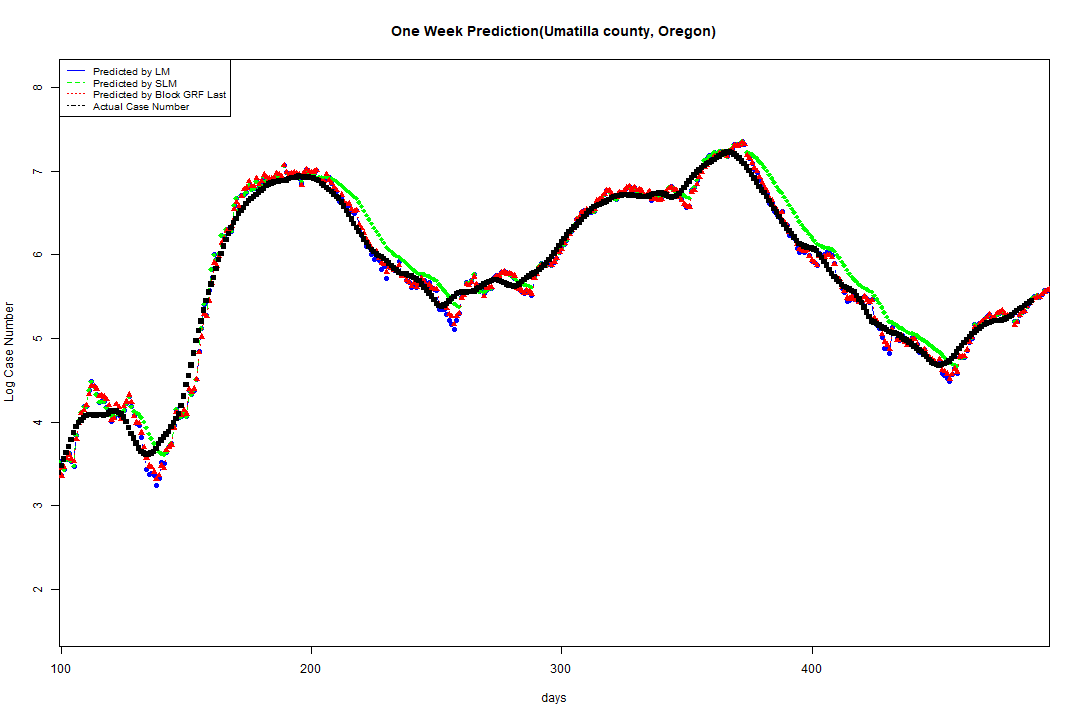 One Week Prediction(Umatilla county, Oregon)
Predicted by LM
Predicted by SLM
Predicted by Block GRF Last
Actual Case Number
8
7
6
5
4
3
2
Log Case Number
100 200 300 400
days